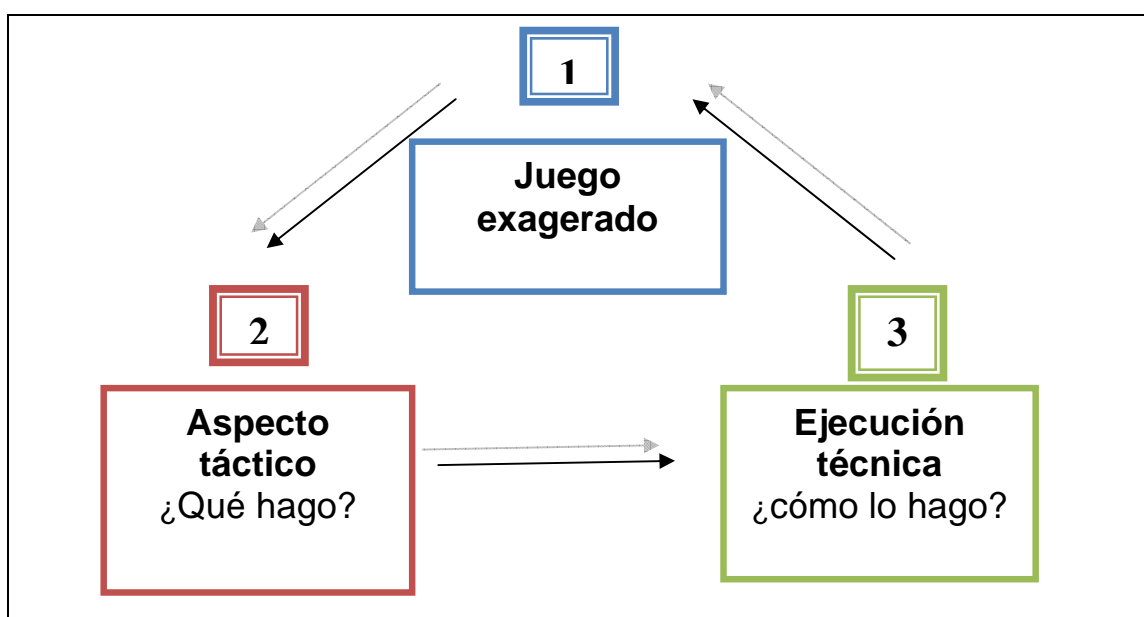 1
Juego
exagerado
2
Aspecto
táctico
¿Qué hago?
3
Ejecución
técnica
¿cómo lo hago?